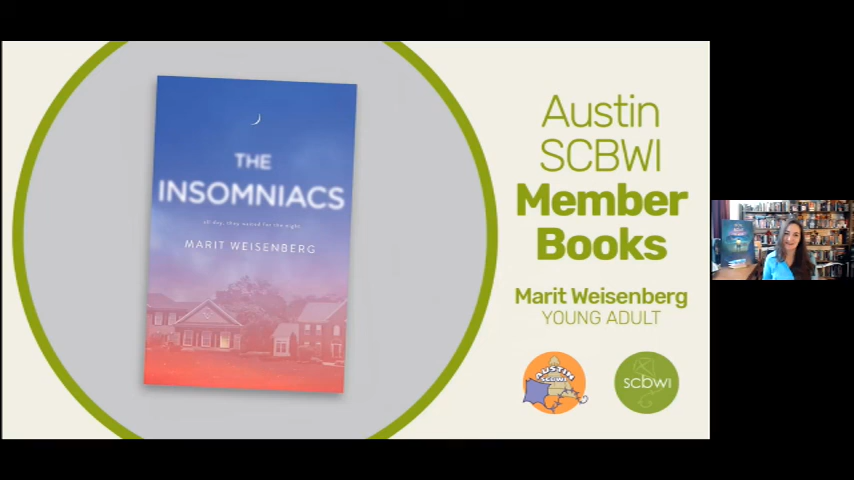 THE
INSOMNIACS
all day, they waited for the night
MARIT WEISENBERG
Austin
SCBWI
Member
Books
Marit Weisenberg
YOUNG ADULT
AUSTIN
SCBWI
scbwi